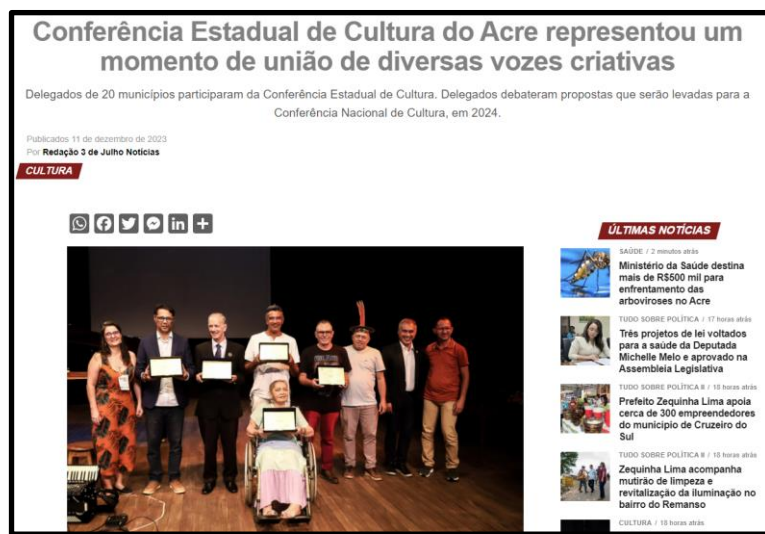 Conferência Estadual de Cultura do Acre representou um
momento de união de diversas vozes criativas
Delegados de 20 municípios participaram da Conferência Estadual de Cultura. Delegados debateram propostas que serão levadas para a
Conferência Nacional de Cultura, em 2024.
Publicados 11 de dezembro de 2023
Por Redação 3 de Julho Notícias
CULTURA
ÚLTIMAS NOTÍCIAS
SAÚDE / 2 minutos atrás
Ministério da Saúde destina
mais de R$500 mil para
enfrentamento das
arboviroses no Acre
TUDO SOBRE POLÍTICA / 17 horas atrás
Três projetos de lei voltados
para a saúde da Deputada
Michelle Melo e aprovado na
Assembleia Legislativa
TUDO SOBRE POLÍTICA II / 18 horas atrás
Prefeito Zequinha Lima apoia
cerca de 300 empreendedores
do município de Cruzeiro do
Sul
TUDO SOBRE POLÍTICA II / 18 horas atrás
Zequinha Lima acompanha
mutirão de limpeza e
revitalização da iluminação no
bairro do Remanso
CULTURA / 18 horas atrás